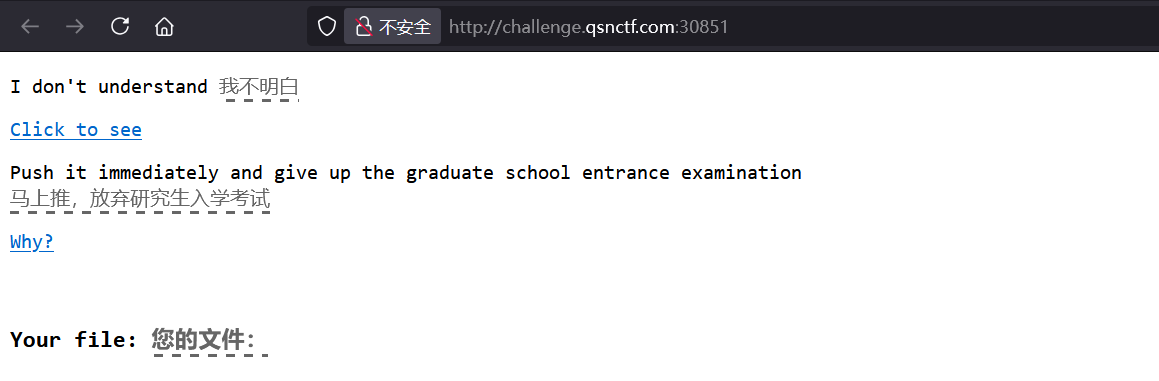 不安全 http://challenge.qsnctf.com:30851
I don't understand 我不明白
Click to see
Push it immediately and give up the graduate school entrance examination
马上推，放弃研究生入学考试
Why?
Your file: 您的文件：